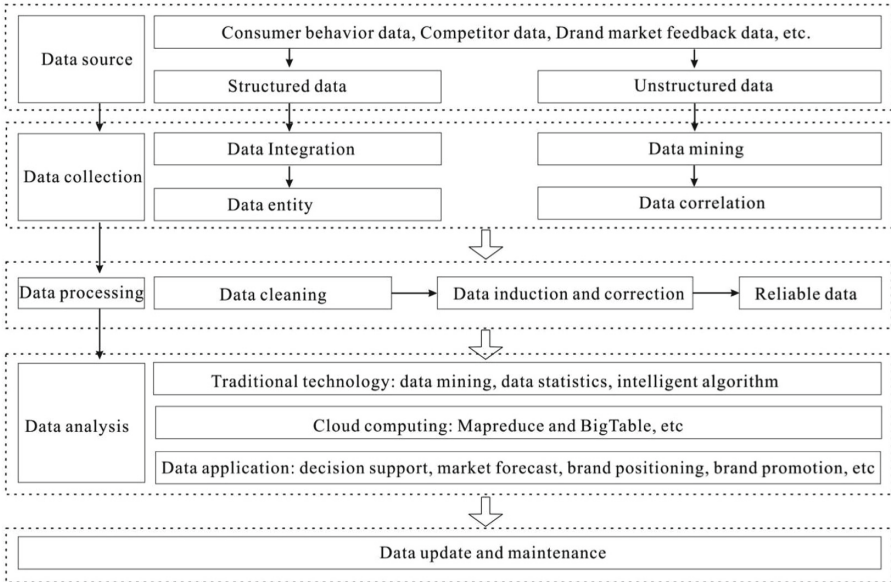 Data source
Consumer behavior data, Competitor data, Drand market feedback data, etc.
Structured data
Unstructured data
Data collection
Data Integration
Data mining
Data entity
Data correlation
Data processing
Data cleaning
Data induction and correction
Reliable data
Data analysis
Traditional technology: data mining, data statistics, intelligent algorithm
Cloud computing: Mapreduce and BigTable, etc
Data application: decision support, market forecast, brand positioning, brand promotion, etc
Data update and maintenance